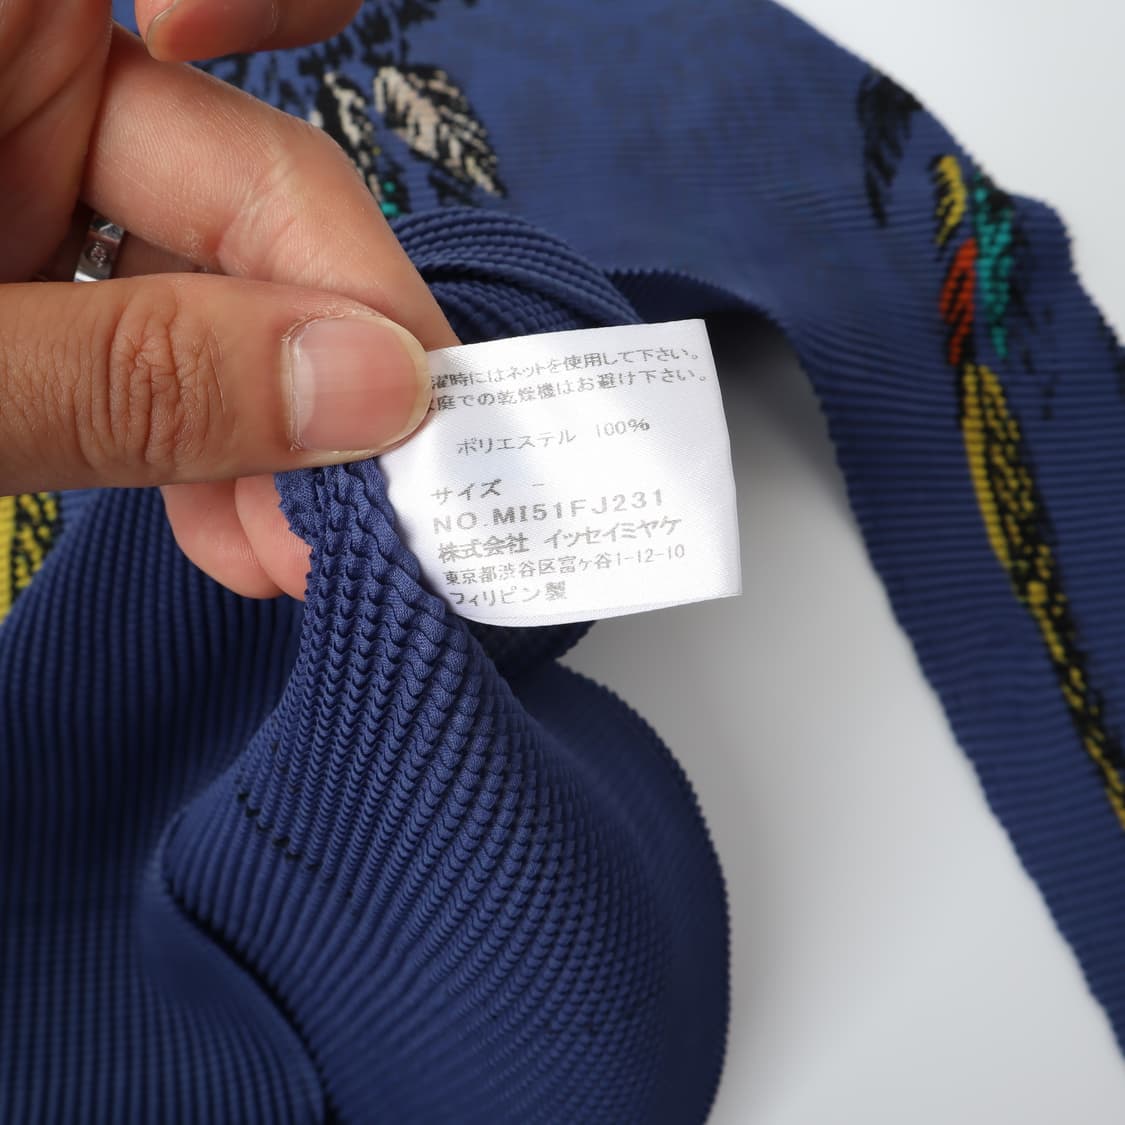 濯時にはネットを使用して下さい。
庭での乾燥機はお避け下さい。
ポリエステル 100%
サイズ -
NO.MI51FJ231
株式会社 イッセイミヤケ
東京都渋谷区富ヶ谷1-12-10
フィリピン製